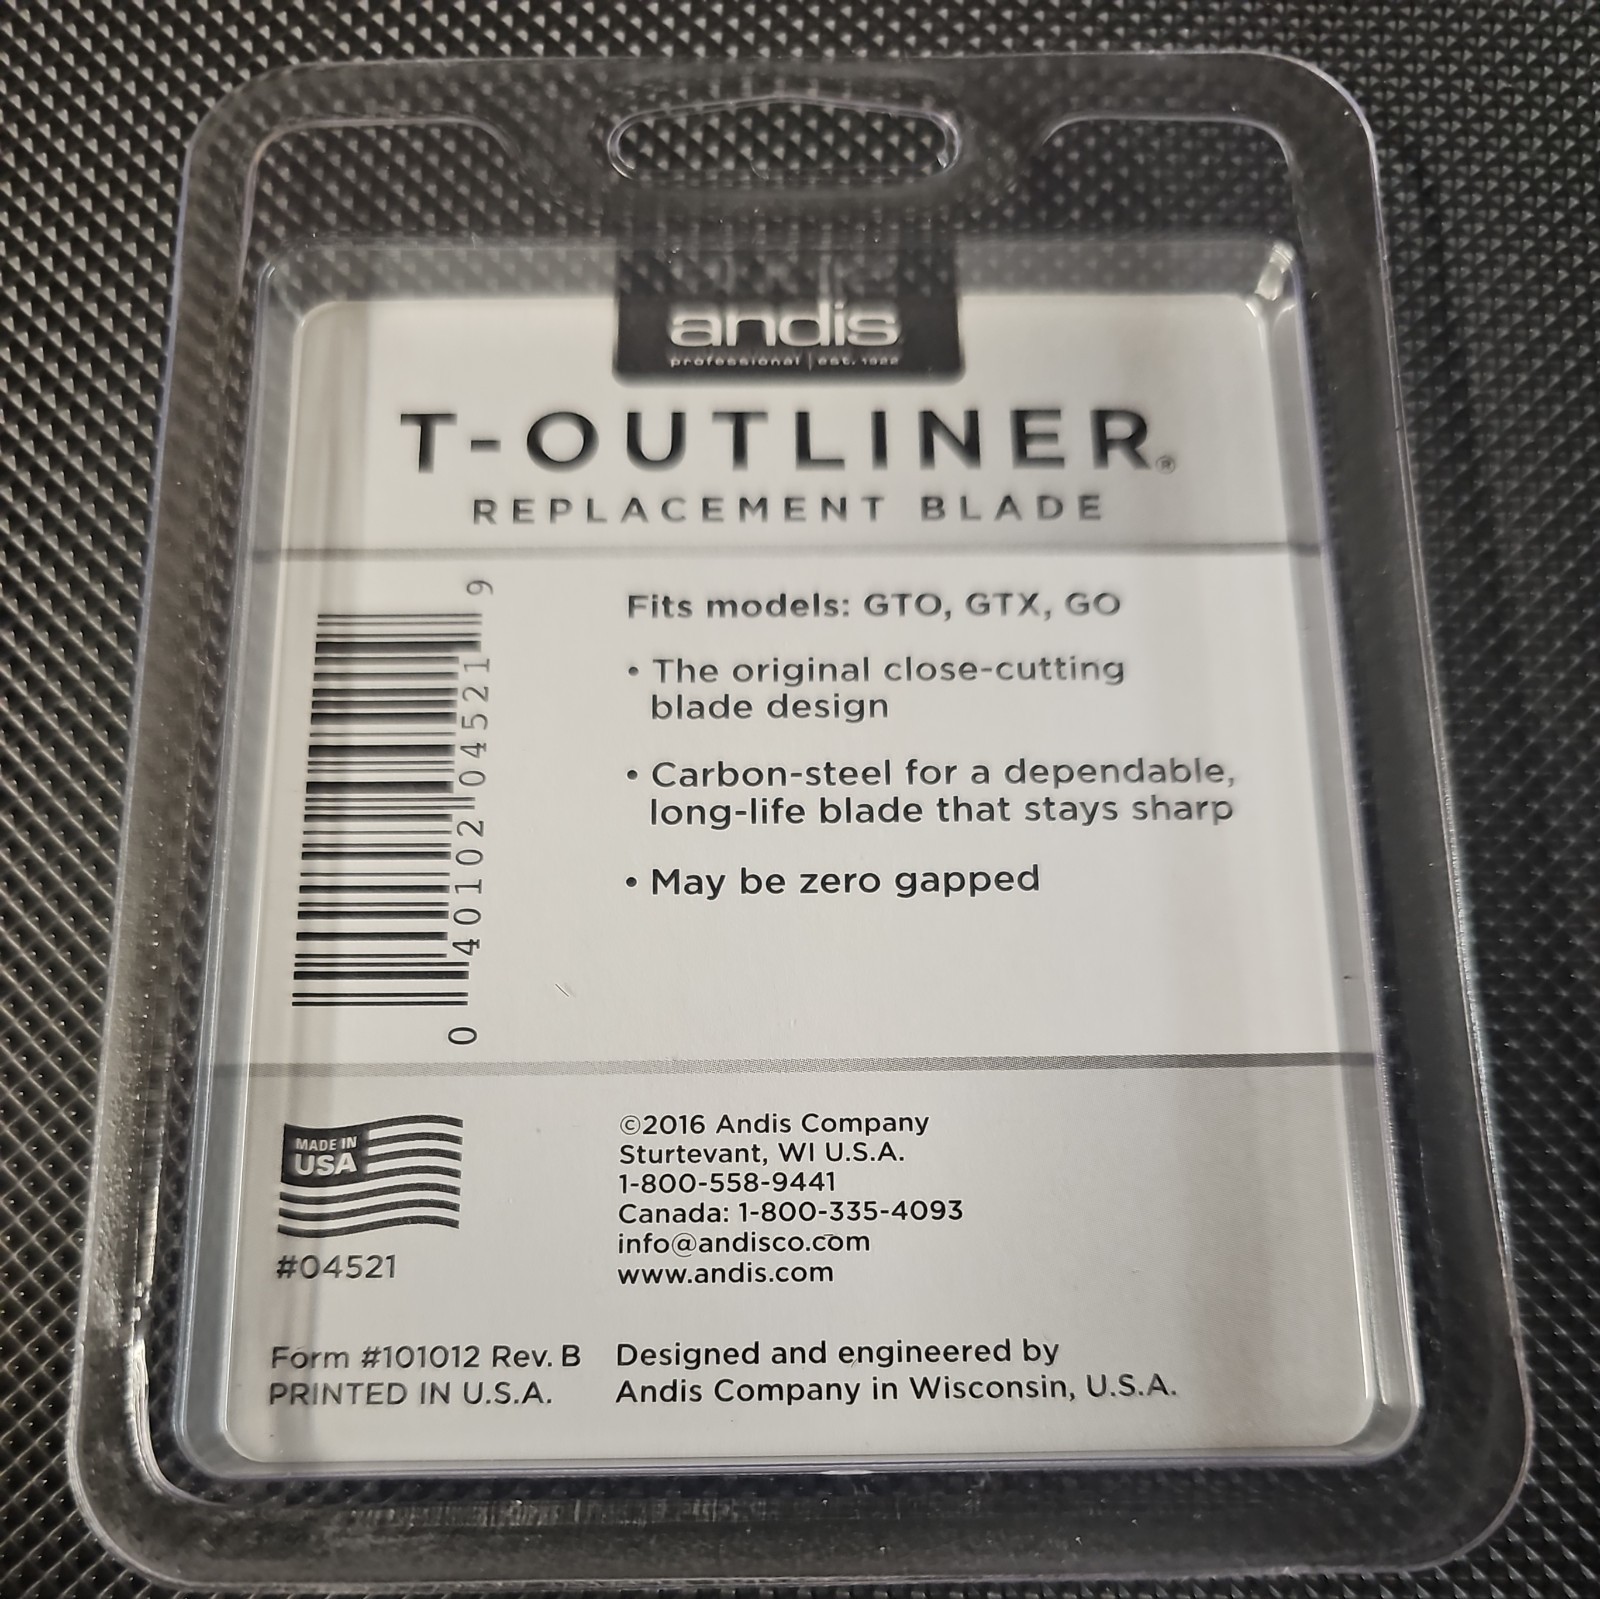 andis
professional | est. 1922
T-OUTLINER®
REPLACEMENT BLADE
0 40102 04521 9
Fits models: GTO, GTX, GO
• The original close-cutting
blade design
• Carbon-steel for a dependable,
long-life blade that stays sharp
• May be zero gapped
MADE IN
USA
#04521
©2016 Andis Company
Sturtevant, WI U.S.A.
1-800-558-9441
Canada: 1-800-335-4093
info@andisco.com
www.andis.com
Form #101012 Rev. B
PRINTED IN U.S.A.
Designed and engineered by
Andis Company in Wisconsin, U.S.A.